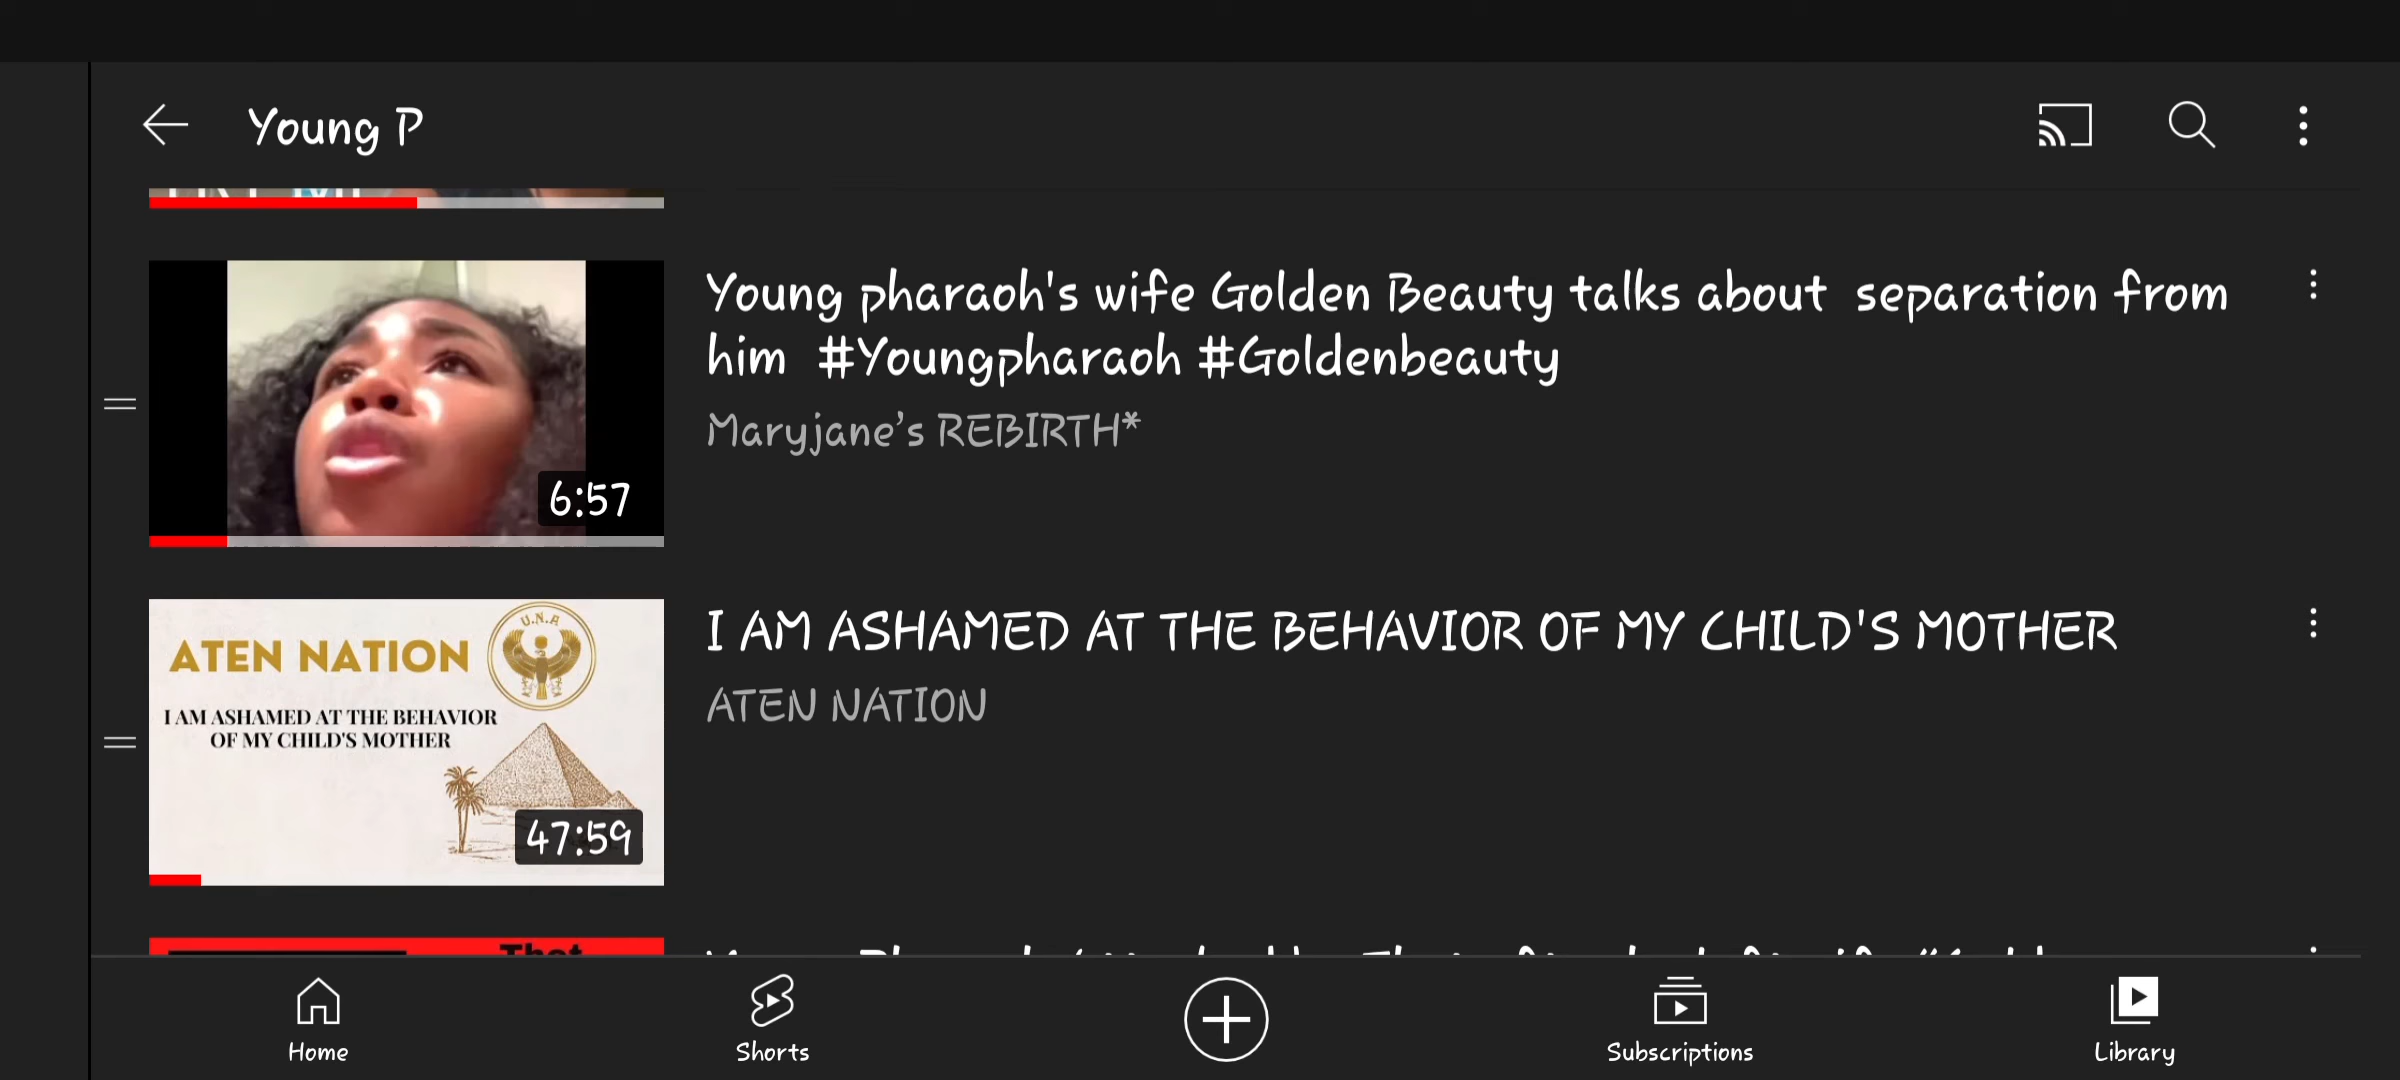 Young P
Young pharaoh's wife Golden Beauty talks about separation from
him #Youngpharaoh #Goldenbeauty
Maryjane's REBIRTH*
6:57
I AM ASHAMED AT THE BEHAVIOR OF MY CHILD'S MOTHER
ATEN NATION
ATEN NATION
U.N.A
I AM ASHAMED AT THE BEHAVIOR
OF MY CHILD'S MOTHER
47:59
That
Home
Shorts
Subscriptions
Library